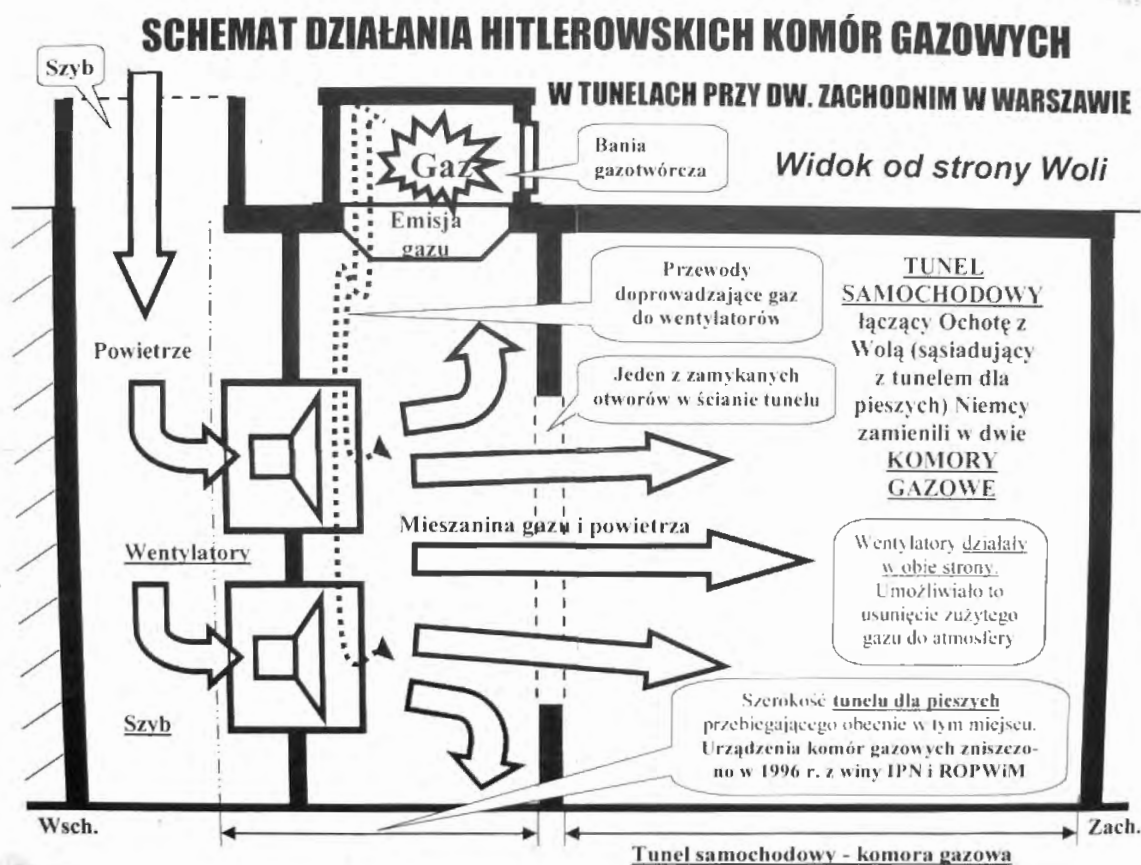 SCHEMAT DZIAŁANIA HITLEROWSKICH KOMÓR GAZOWYCH
W TUNELACH PRZY DW. ZACHODNIM W WARSZAWIE
Widok od strony Woli
Szyb
Gaz
Bania
gazotwórcza
Emisja
gazu
Przewody
doprowadzające gaz
do wentylatorów
Powietrze
Jeden z zamykanych
otworów w ścianie tunelu
TUNEL
SAMOCHODOWY
łączący Ochotę z
Wolą (sąsiadujący
z tunelem dla
pieszych) Niemcy
zamienili w dwie
KOMORY
GAZOWE
Mieszanina gazu i powietrza
Wentylatory
Wentylatory działały
w obie strony.
Umożliwiało to
usunięcie zużytego
gazu do atmosfery
Szyb
Szerokość tunelu dla pieszych
przebiegającego obecnie w tym miejscu.
Urządzenia komór gazowych zniszczo-
no w 1996 r. z winy IPN i ROPWiM
Wsch.
Zach.
Tunel samochodowy - komora gazowa